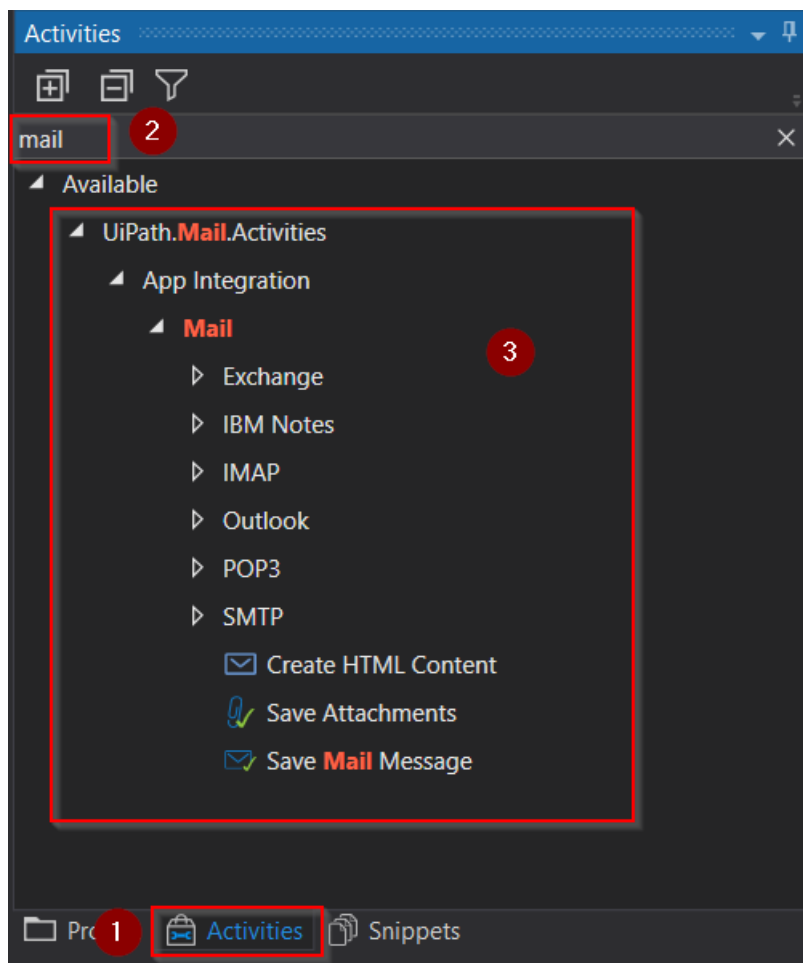 Activities
mail
2
Available
UiPath.Mail.Activities
App Integration
Mail
3
Exchange
IBM Notes
IMAP
Outlook
POP3
SMTP
Create HTML Content
Save Attachments
Save Mail Message
1 Activities Snippets